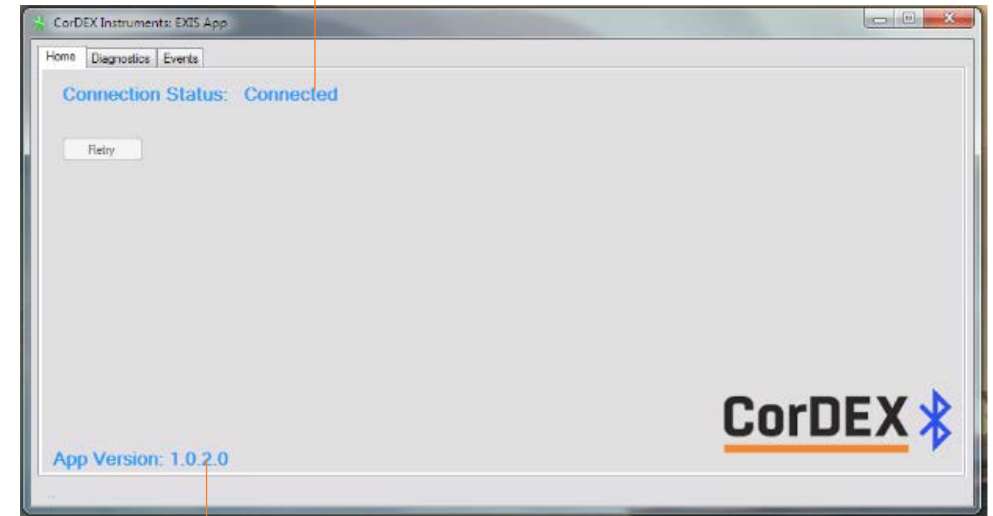 CorDEX Instruments: EXIS App
Home Diagnostics Events
Connection Status: Connected
Retry
CorDEX
App Version: 1.0.2.0
...